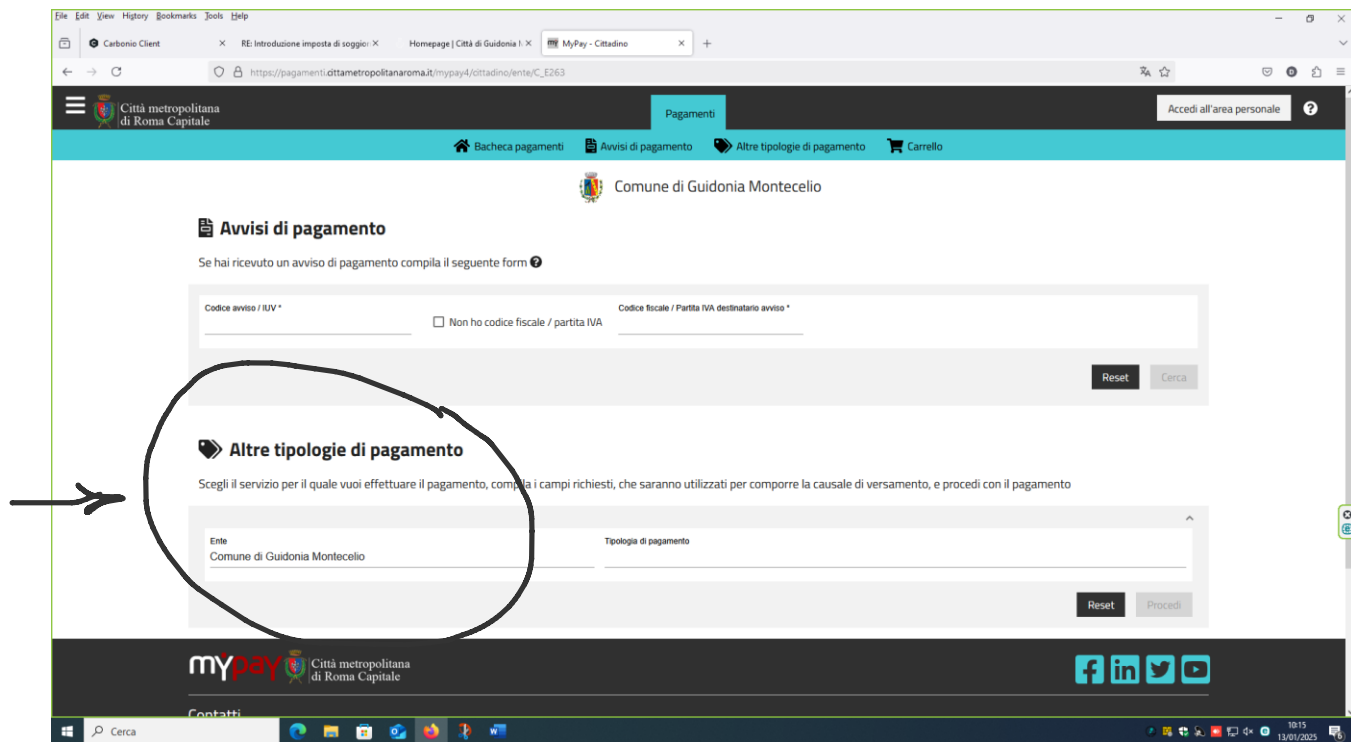 File Edit View History Bookmarks Tools Help
Carbonio Client
RE: Introduzione imposta di soggior
Homepage | Città di Guidonia
MyPay - Cittadino
https://pagamenti.cittametropolitanaroma.it/mypay4/cittadino/ente/C_E263
Città metropolitana
di Roma Capitale
Pagamenti
Accedi all'area personale
Bacheca pagamenti
Avvisi di pagamento
Altre tipologie di pagamento
Carrello
Comune di Guidonia Montecelio
Avvisi di pagamento
Se hai ricevuto un avviso di pagamento compila il seguente form
Codice avviso / IUV *
Non ho codice fiscale / partita IVA
Codice fiscale / Partita IVA destinatario avviso *
Reset
Cerca
Altre tipologie di pagamento
Scegli il servizio per il quale vuoi effettuare il pagamento, compila i campi richiesti, che saranno utilizzati per comporre la causale di versamento, e procedi con il pagamento
Ente
Comune di Guidonia Montecelio
Tipologia di pagamento
Reset
Procedi
mypay
Città metropolitana
di Roma Capitale
Contatti
Cerca
10:15
13/01/2025